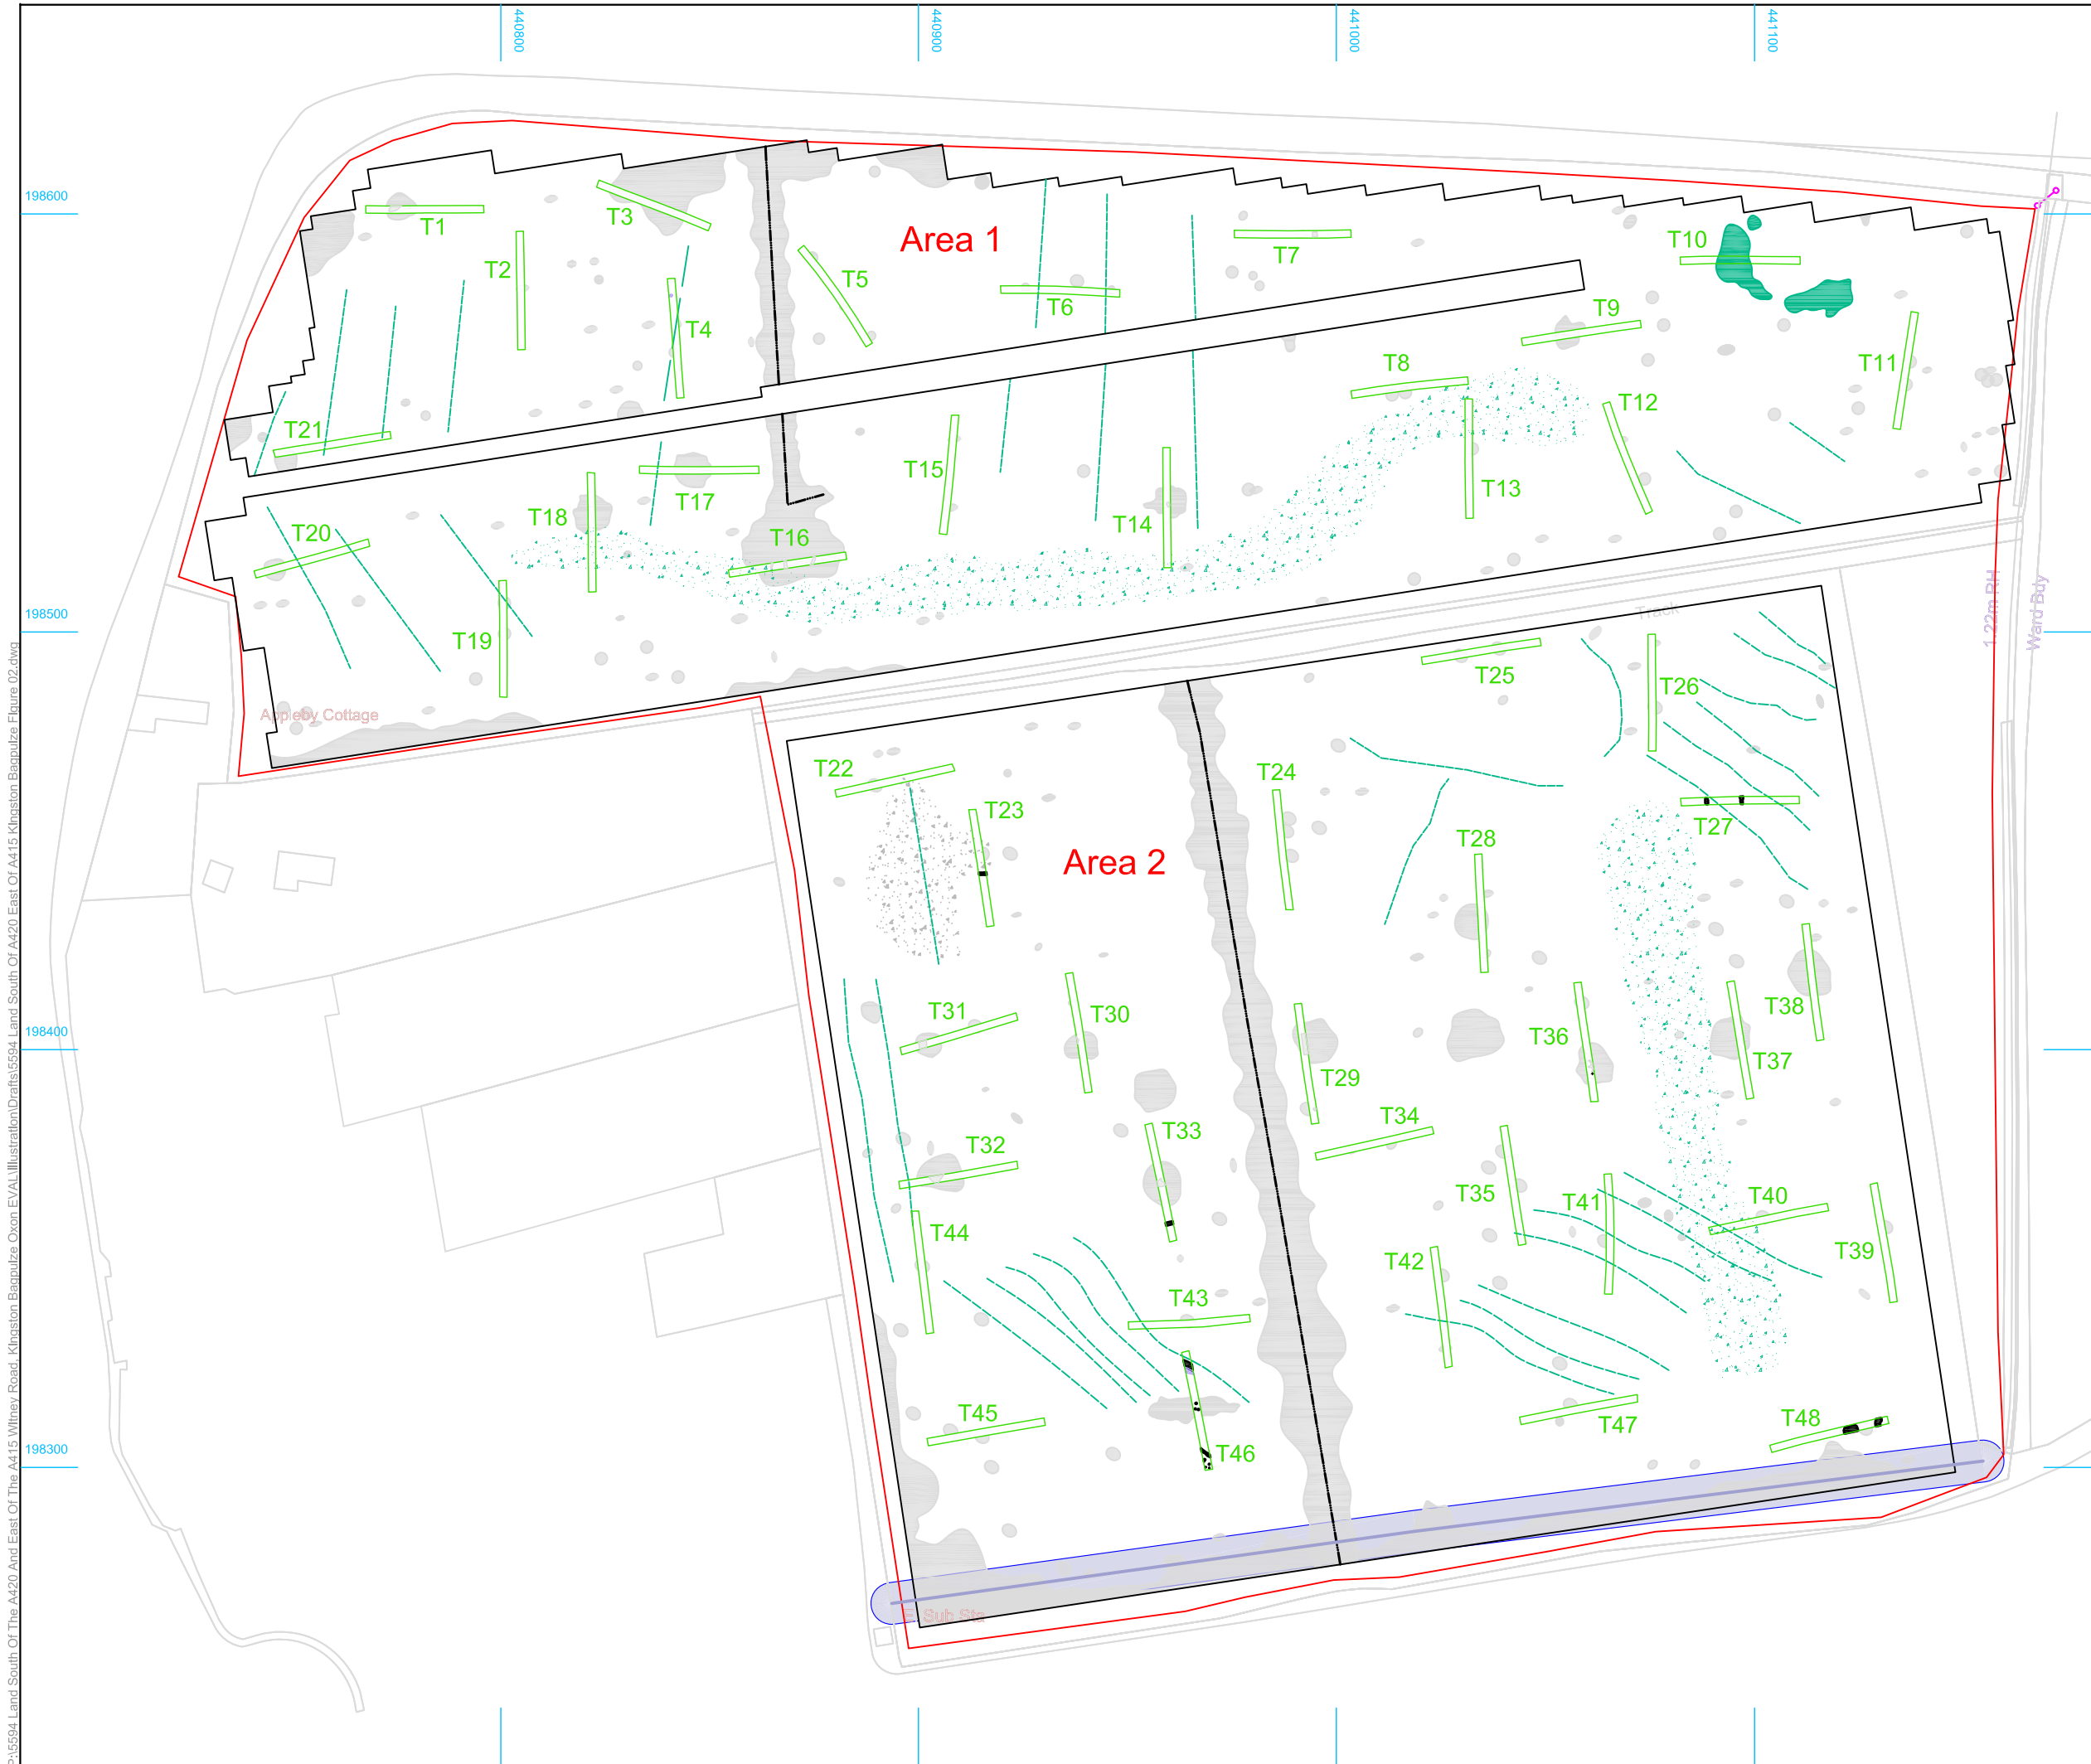 440800
440900
441000
441100
198600
198500
198400
198300
Area 1
T1
T2
T3
T4
T5
T6
T7
T8
T9
T10
T11
T12
T13
T14
T15
T16
T17
T18
T19
T20
T21
Appleby Cottage
Track
1.22m RH
Ward Bdy
Area 2
T22
T23
T24
T25
T26
T27
T28
T29
T30
T31
T32
T33
T34
T35
T36
T37
T38
T39
T40
T41
T42
T43
T44
T45
T46
T47
T48
El Sub Sta
P:\5594 Land South Of The A420 And East Of The A415 Witney Road, Kingston Bagpuize Oxon EVAL\Illustration\Drafts\5594 Land South Of A420 East Of A415 Kingston Bagpuize Figure 02.dwg